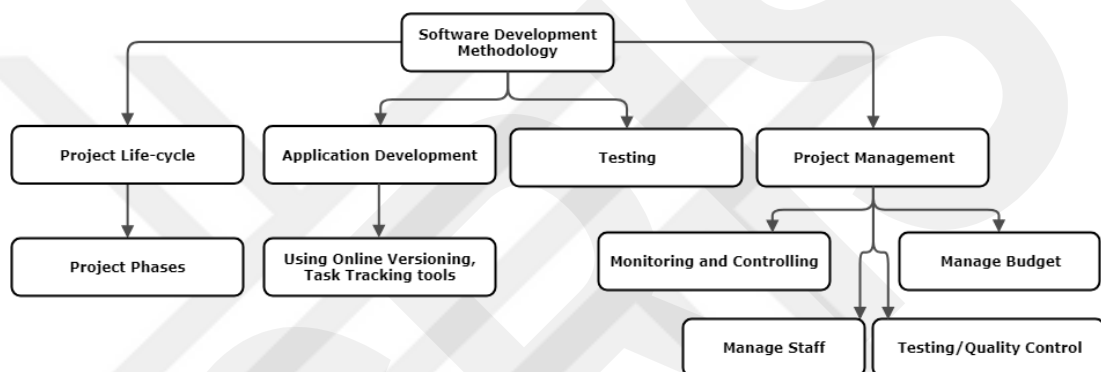 Software Development
Methodology
Project Life-cycle
Application Development
Testing
Project Management
Project Phases
Using Online Versioning,
Task Tracking tools
Monitoring and Controlling
Manage Budget
Manage Staff
Testing/Quality Control